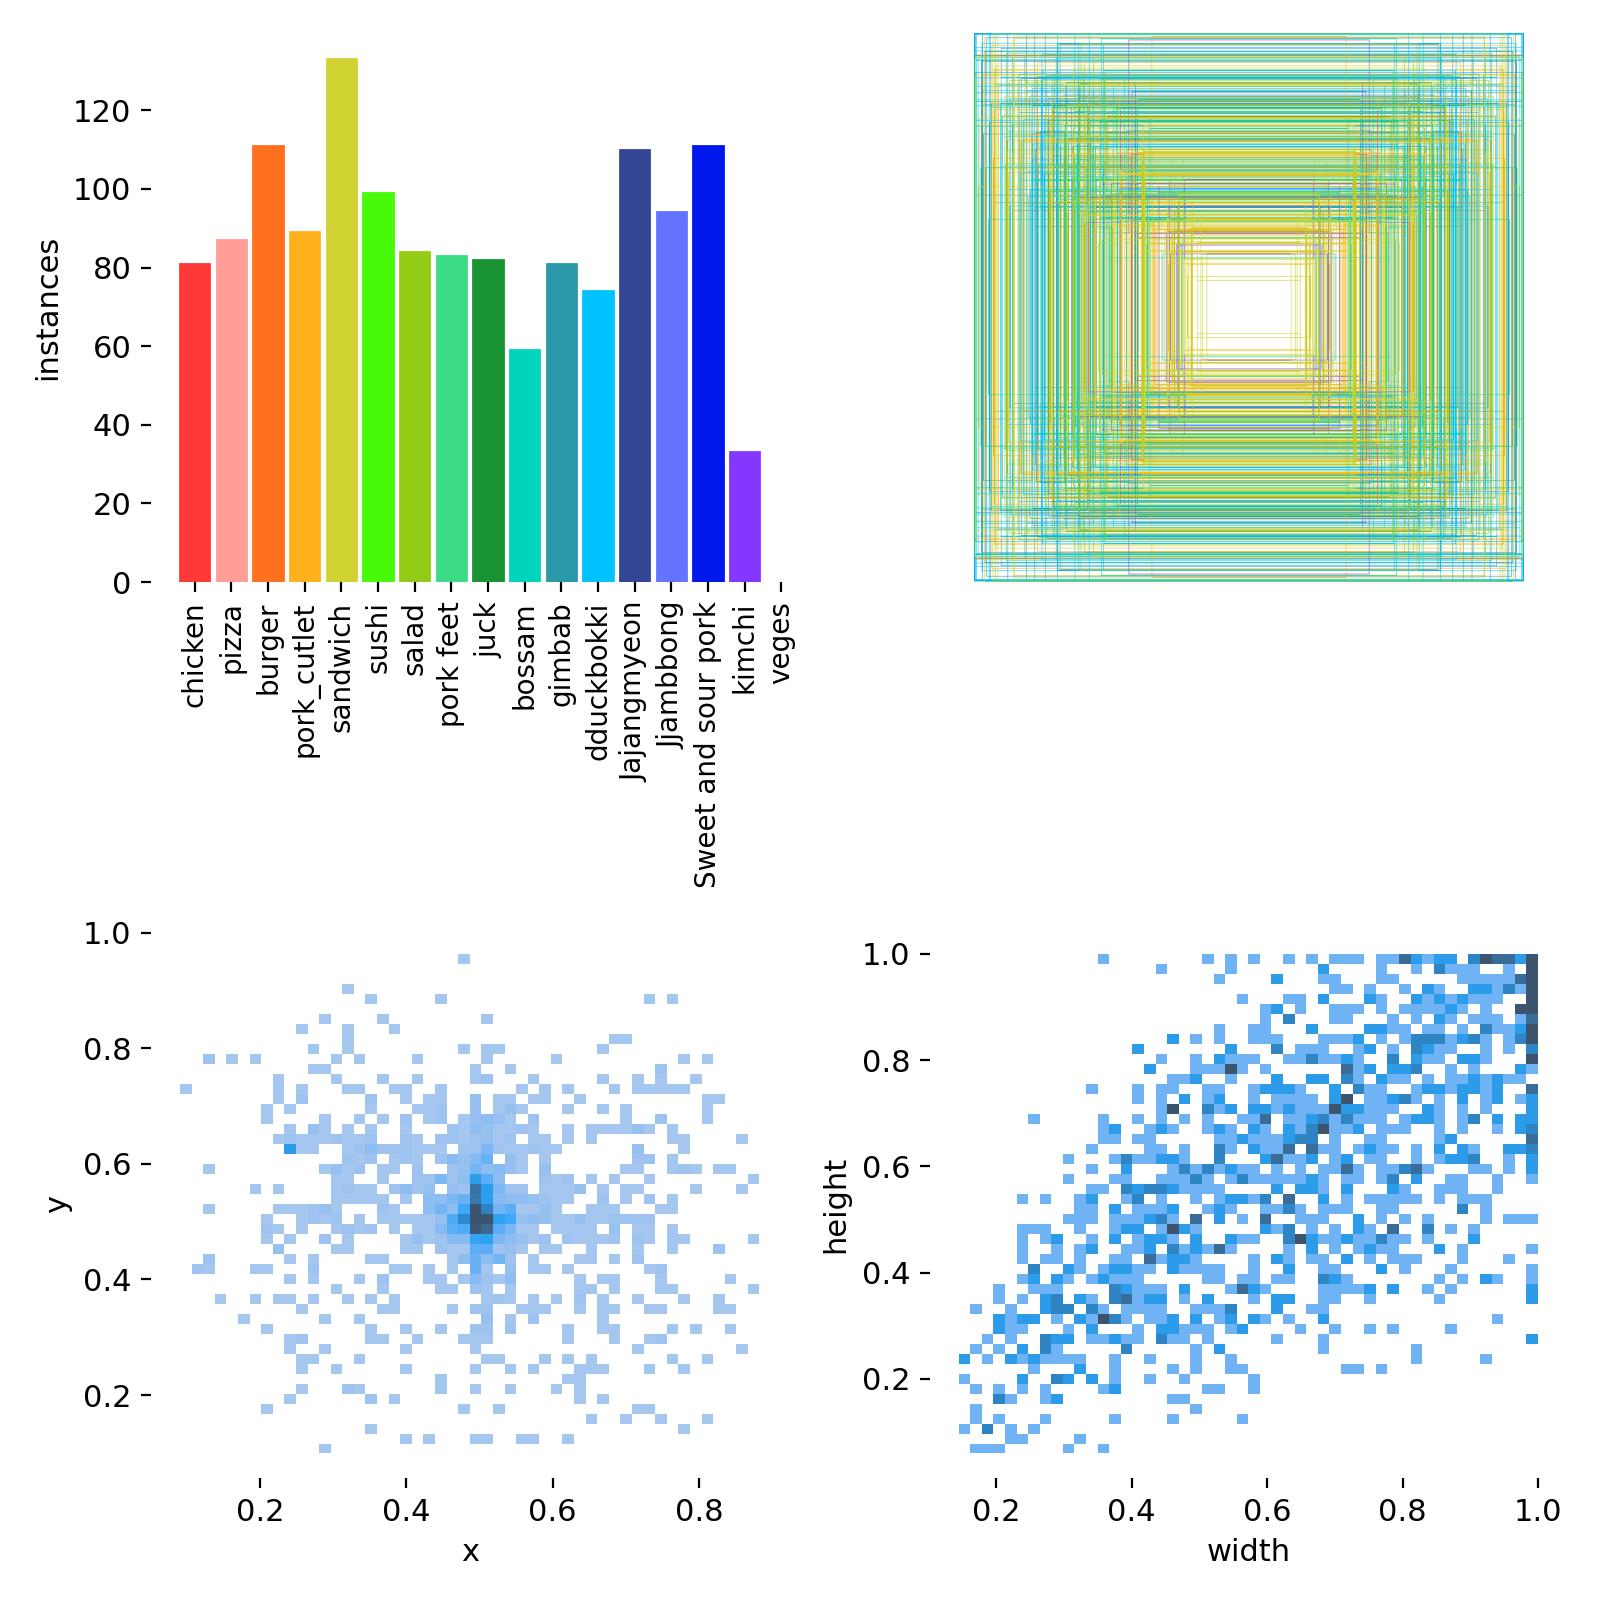 instances
120
100
80
60
40
20
0
chicken
pizza
burger
pork_cutlet
sandwich
sushi
salad
pork feet
juck
bossam
gimbab
dduckbokki
Jajangmyeon
Jjambbong
Sweet and sour pork
kimchi
veges
y
1.0
0.8
0.6
0.4
0.2
0.2 0.4 0.6 0.8
x
height
1.0
0.8
0.6
0.4
0.2
0.2 0.4 0.6 0.8 1.0
width